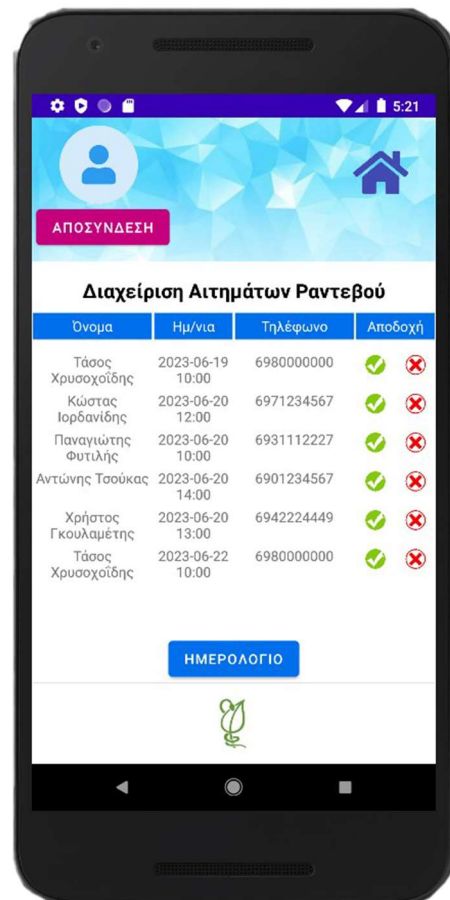 5:21
ΑΠΟΣΥΝΔΕΣΗ
Διαχείριση Αιτημάτων Ραντεβού
Όνομα Ημ/νια Τηλέφωνο Αποδοχή
Τάσος 2023-06-19 6980000000
Χρυσοχοΐδης 10:00
Κώστας 2023-06-20 6971234567
Ιορδανίδης 12:00
Παναγιώτης 2023-06-20 6931112227
Φυτιλής 10:00
Αντώνης Τσούκας 2023-06-20 6901234567
14:00
Χρήστος 2023-06-20 6942224449
Γκουλαμέτης 13:00
Τάσος 2023-06-22 6980000000
Χρυσοχοΐδης 10:00
ΗΜΕΡΟΛΟΓΙΟ